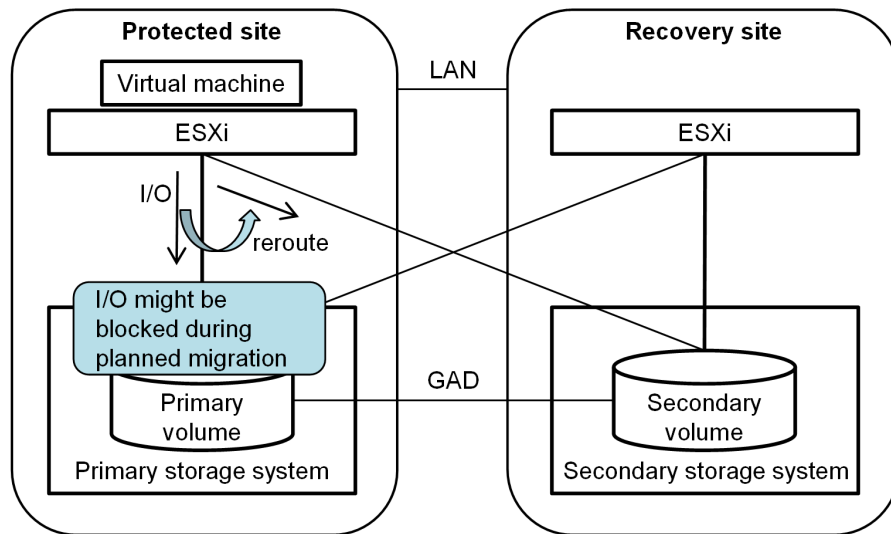 Protected site
Recovery site
LAN
Virtual machine
ESXi
ESXi
I/O
reroute
I/O might be
blocked during
planned migration
GAD
Primary
volume
Secondary
volume
Primary storage system
Secondary storage system